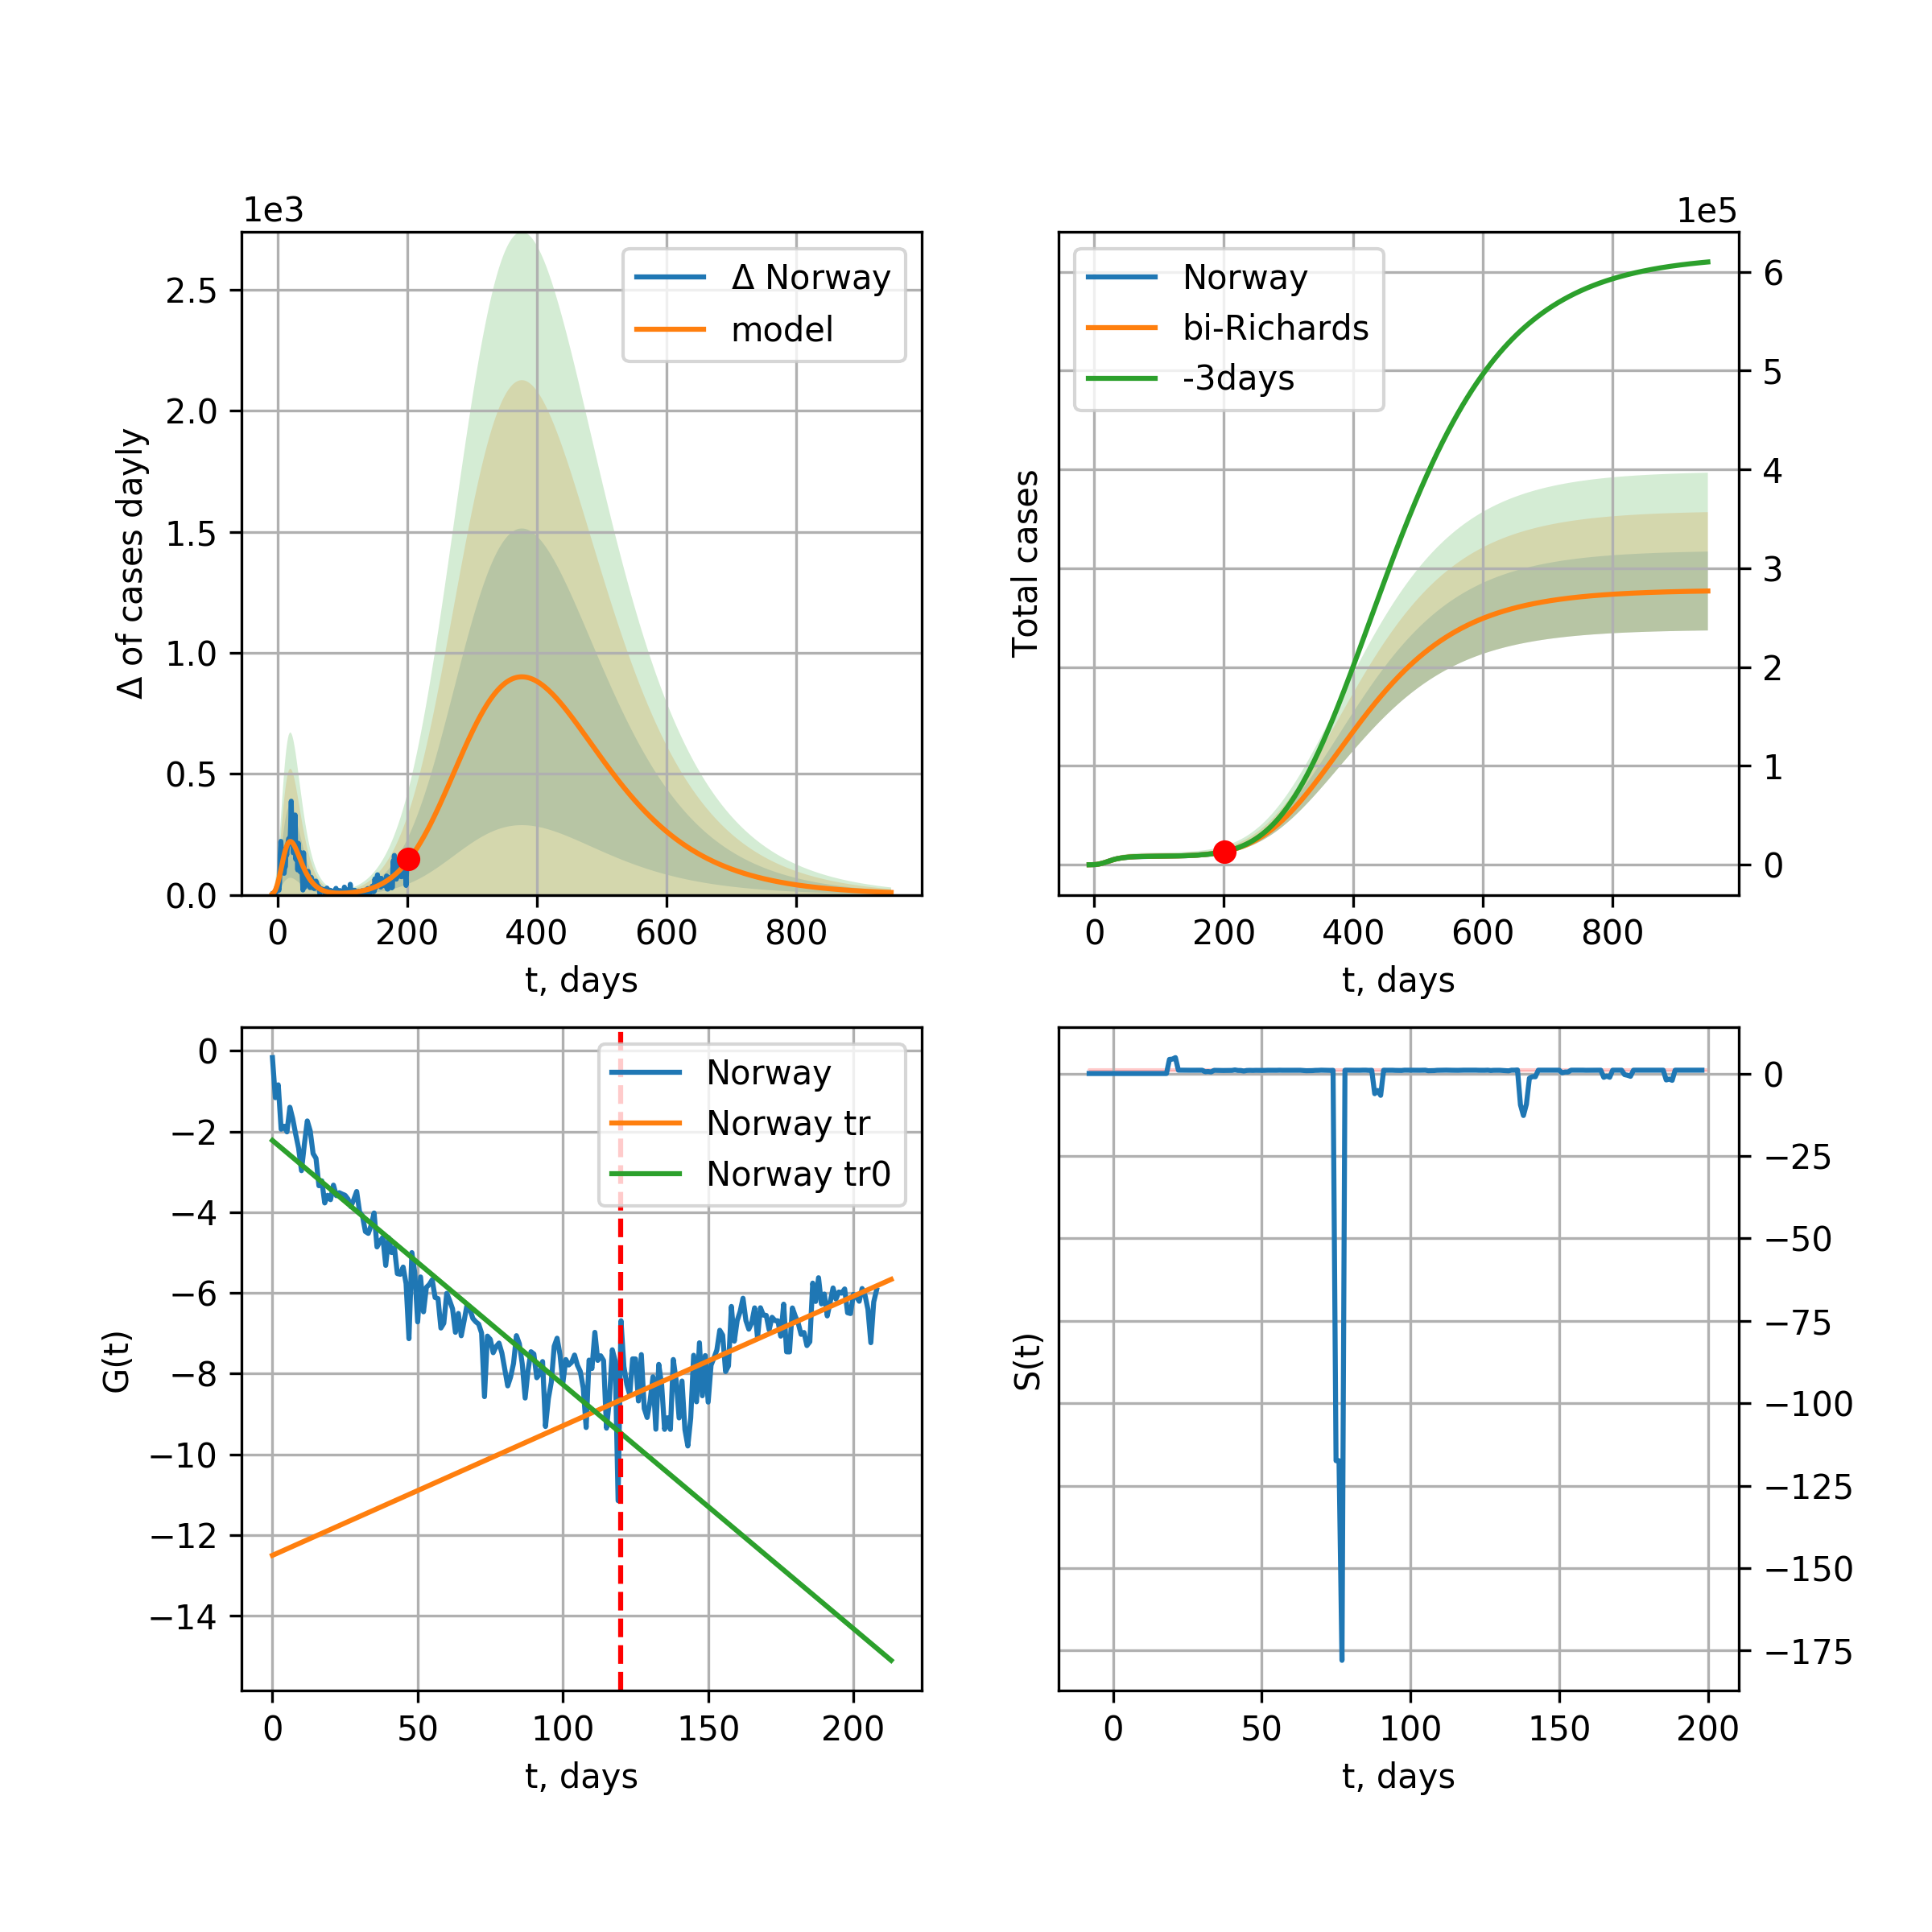 1e3
2.5
2.0
1.5
1.0
0.5
0.0
Δ of cases dayly
Δ Norway
model
0 200 400 600 800
t, days
1e5
Norway
bi-Richards
-3days
Total cases
6
5
4
3
2
1
0
0 200 400 600 800
t, days
0
−2
−4
−6
−8
−10
−12
−14
G(t)
Norway
Norway tr
Norway tr0
0 50 100 150 200
t, days
S(t)
0
−25
−50
−75
−100
−125
−150
−175
0 50 100 150 200
t, days